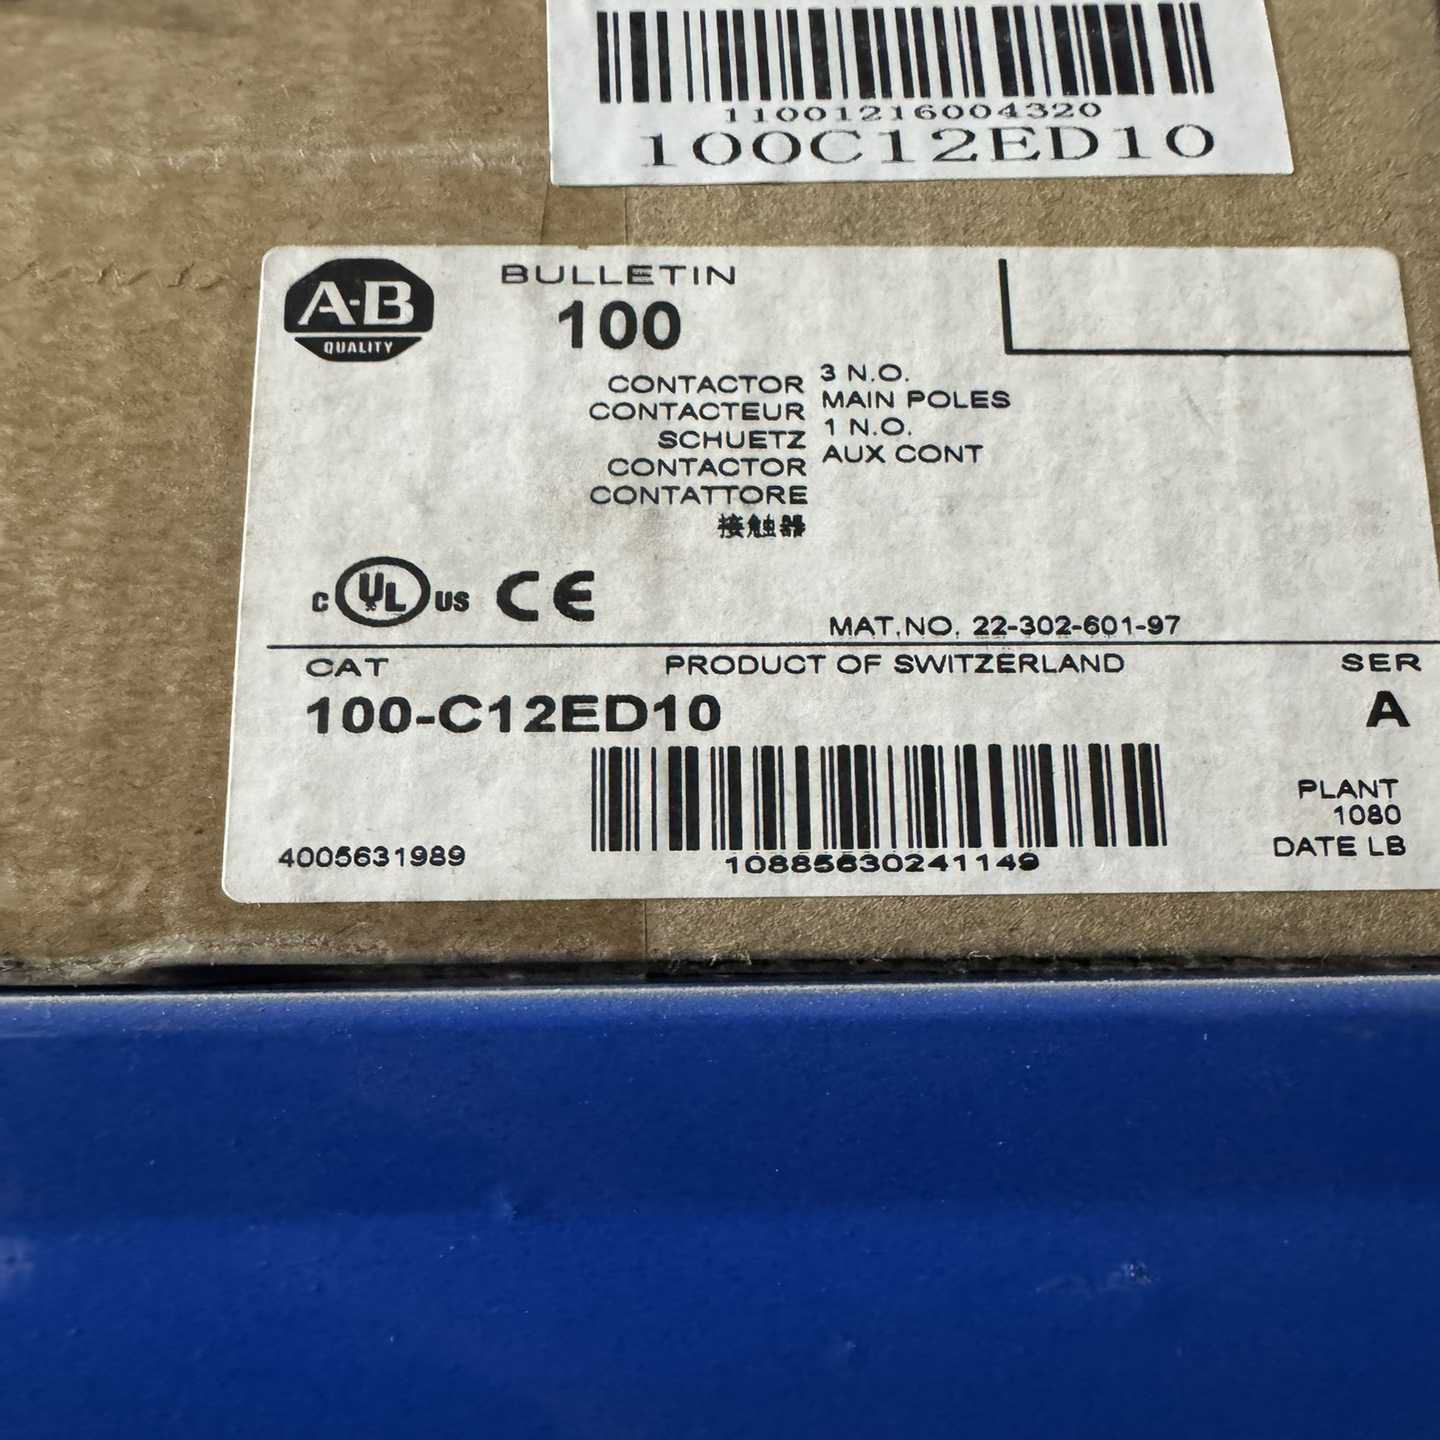 11001216004320
100C12ED10
A-B
QUALITY
BULLETIN
100
CONTACTOR
CONTACTEUR
SCHUETZ
CONTACTOR
CONTATTORE
接触器
3 N.O.
MAIN POLES
1 N.O.
AUX CONT
C UL US CE
MAT.NO. 22-302-601-97
CAT
PRODUCT OF SWITZERLAND
SER
100-C12ED10
A
PLANT
1080
DATE LB
4005631989
10885630241149